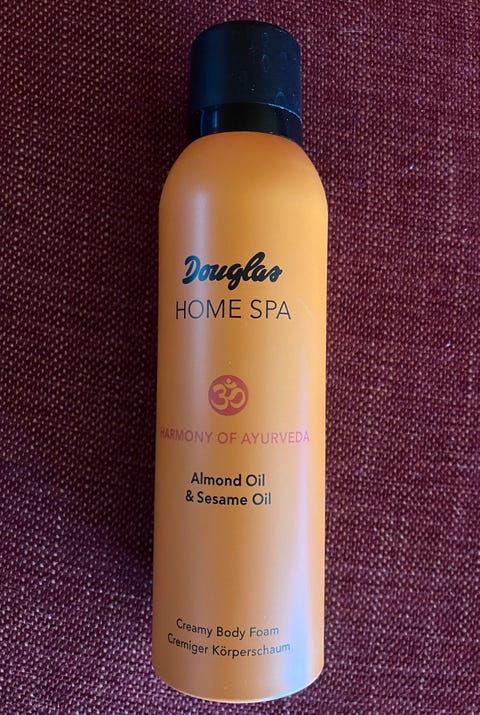 Douglas
HOME SPA
ॐ
HARMONY OF AYURVEDA
Almond Oil
& Sesame Oil
Creamy Body Foam
Cremiger Körperschaum